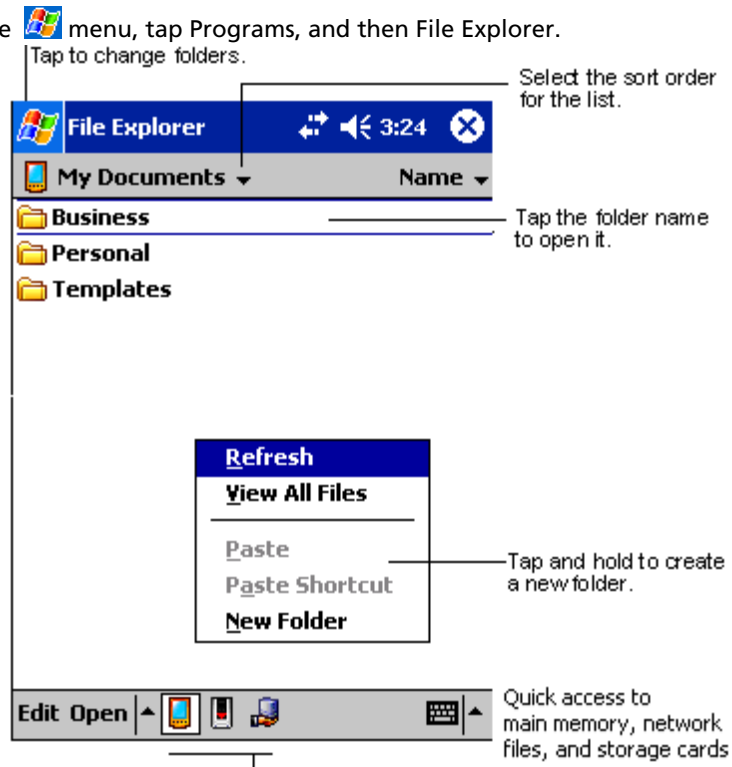 e menu, tap Programs, and then File Explorer.
Tap to change folders.
Select the sort order
for the list.
File Explorer 3:24
My Documents Name
Business
Tap the folder name
to open it.
Personal
Templates
Refresh
View All Files
Paste
Paste Shortcut
New Folder
Tap and hold to create
a new folder.
Edit Open
Quick access to
main memory, network
files, and storage cards